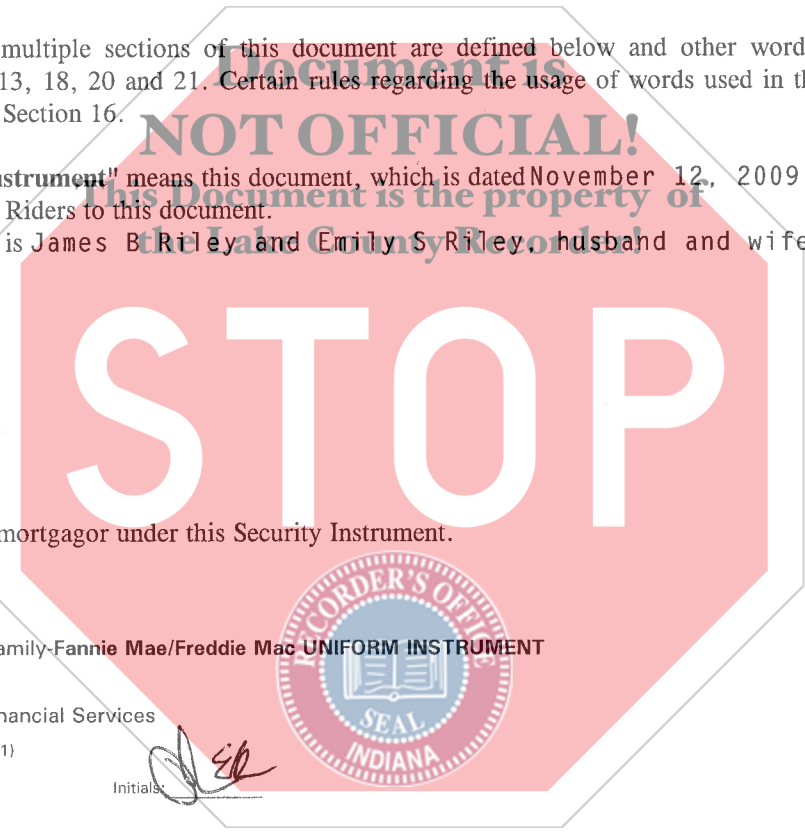 multiple sections of this document are defined below and other word
Document is
13, 18, 20 and 21. Certain rules regarding the usage of words used in th
Section 16.
NOT OFFICIAL!
nstrument" means this document, which is dated November 12, 2009
This Document is the property of
Riders to this document.
is James B Riley and Emily S Riley, husband and wife
the Lake County Recorder!
STOP
mortgagor under this Security Instrument.
RECORDER'S OFFICE
amily-Fannie Mae/Freddie Mac UNIFORM INSTRUMENT
nancial Services
SEAL
1)
INDIANA
Initials: